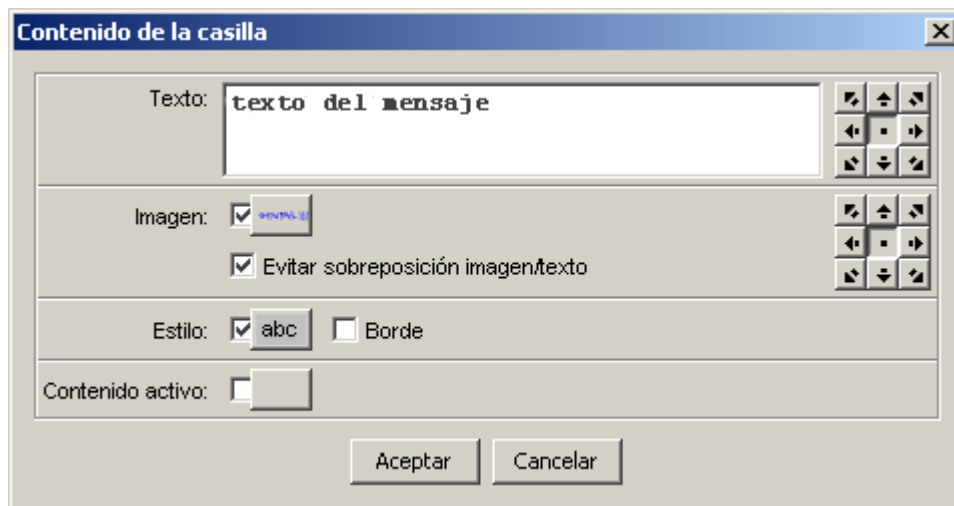 Contenido de la casilla
Texto: texto del mensaje
Imagen:
Evitar sobreposición imagen/texto
Estilo: abc Borde
Contenido activo:
Aceptar Cancelar